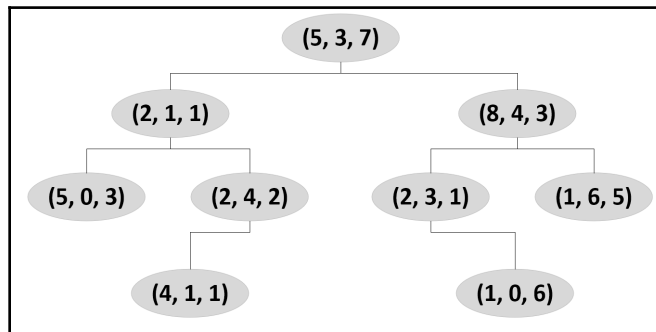 (5, 3, 7)
(2, 1, 1) (8, 4, 3)
(5, 0, 3) (2, 4, 2) (2, 3, 1) (1, 6, 5)
(4, 1, 1) (1, 0, 6)